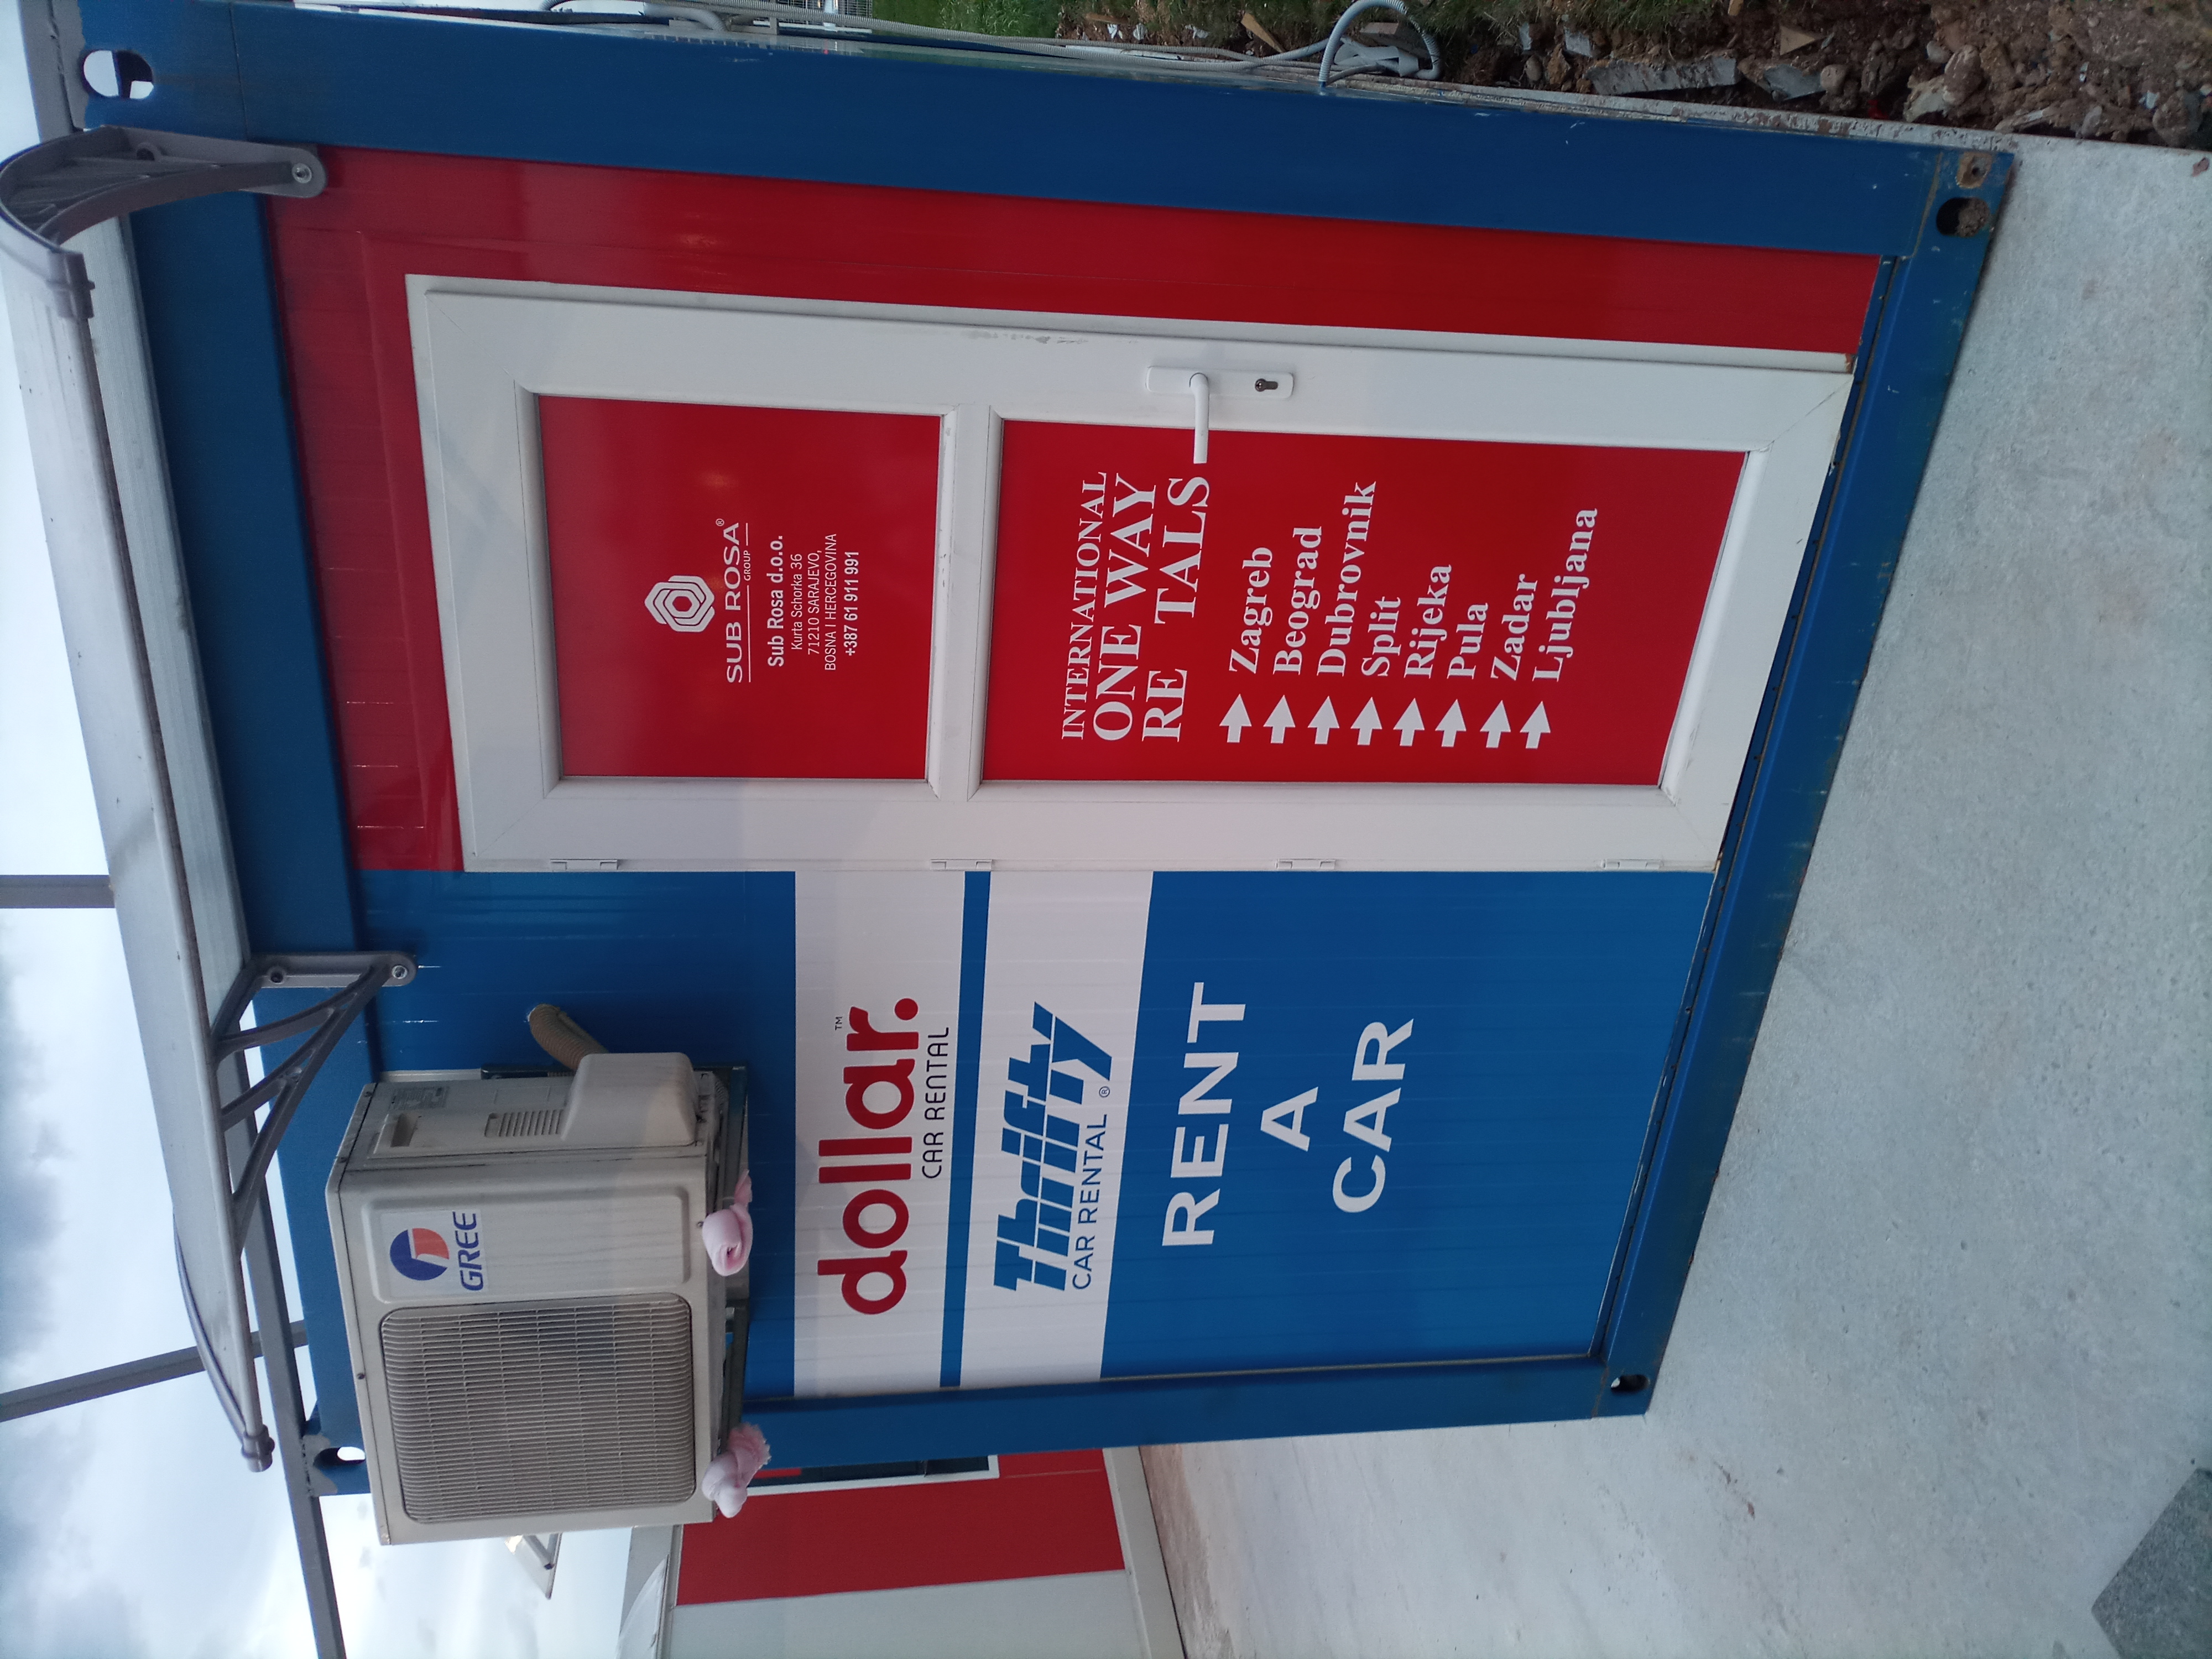 GREE
dollar.™
CAR RENTAL
Thrifty
CAR RENTAL ®
RENT
A
CAR
SUB ROSA®
GROUP
Sub Rosa d.o.o.
Kurta Schorka 36
71210 SARAJEVO,
BOSNA I HERCEGOVINA
+387 61 911 991
INTERNATIONAL
ONE WAY
RE TALS
Zagreb
Beograd
Dubrovnik
Split
Rijeka
Pula
Zadar
Ljubljana